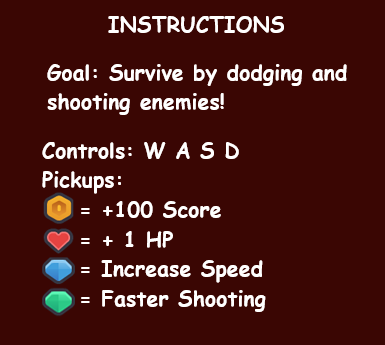 INSTRUCTIONS
Goal: Survive by dodging and
shooting enemies!
Controls: W A S D
Pickups:
= +100 Score
= + 1 HP
= Increase Speed
= Faster Shooting